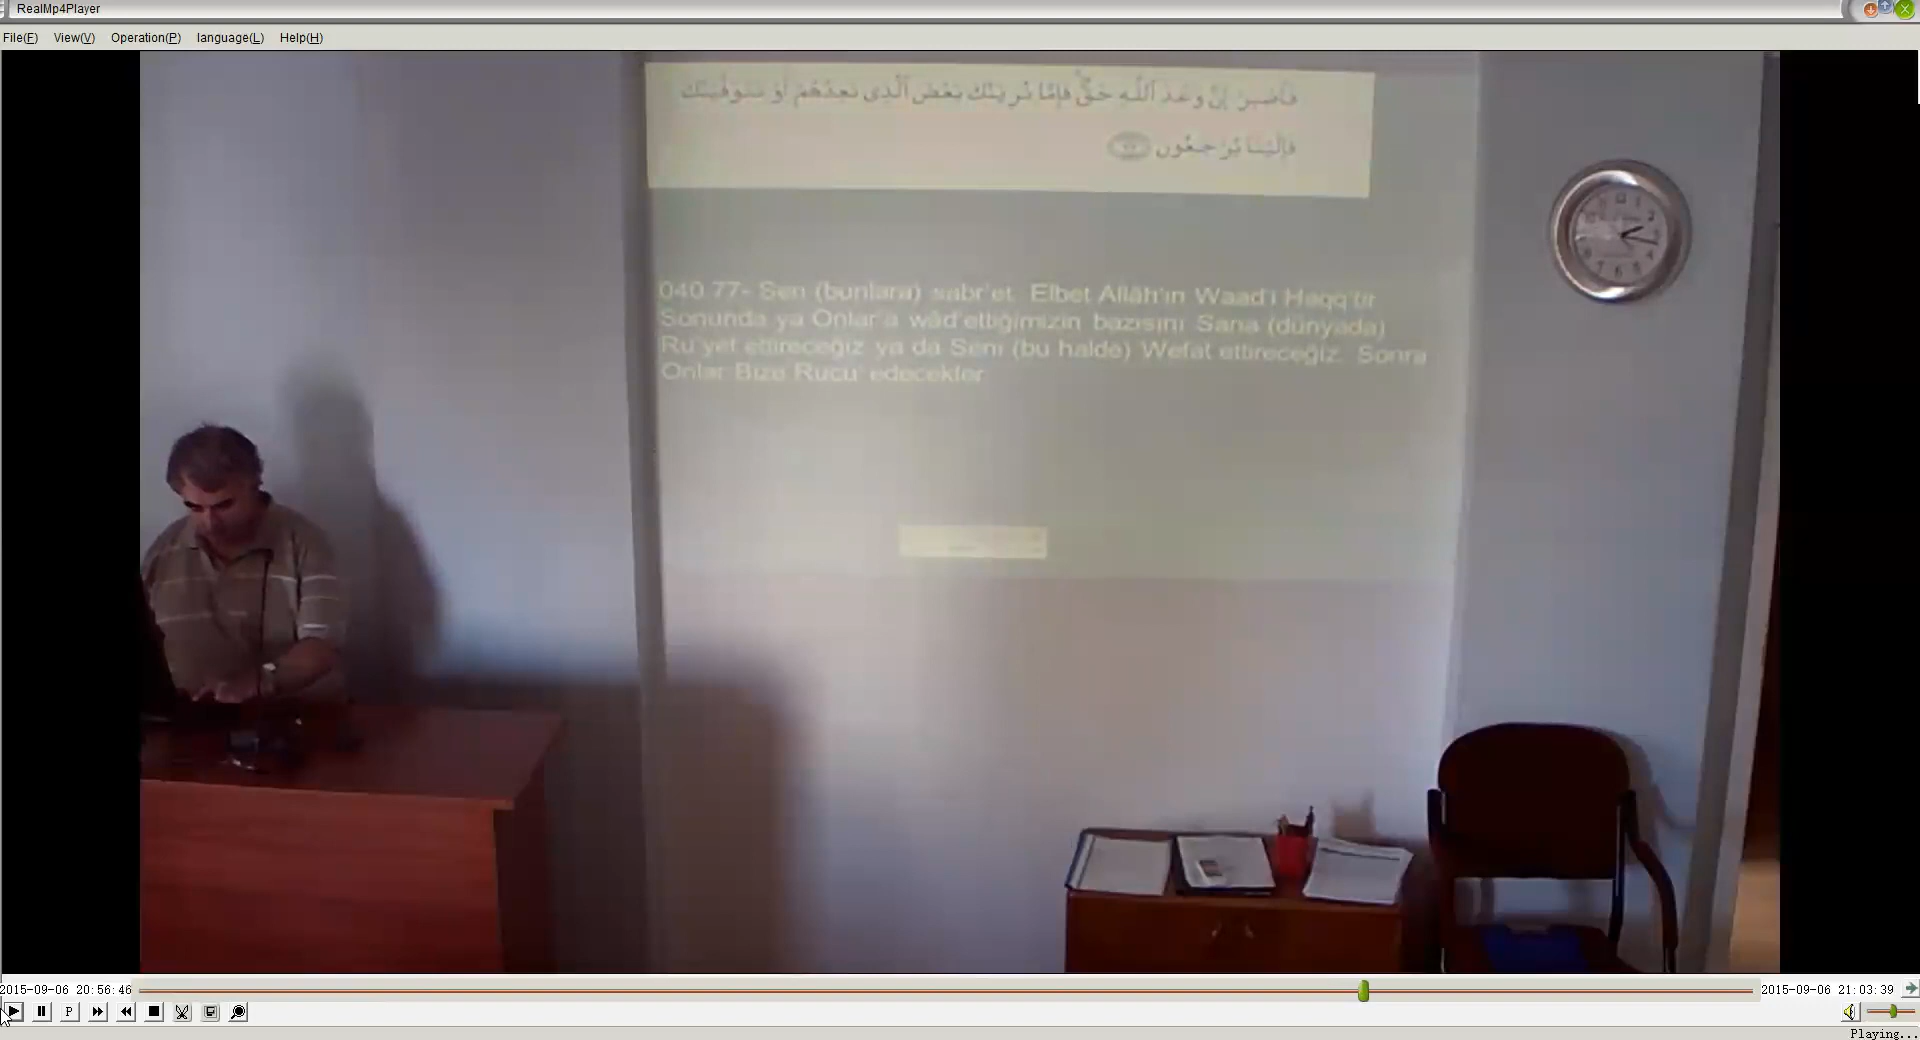 RealMp4Player
File(F) View(V) Operation(P) language(L) Help(H)
فَاصْبِرْ إِنَّ وَعْدَ اللَّهِ حَقٌّ فَإِمَّا نُرِيَنَّكَ بَعْضَ الَّذِى نَعِدُهُمْ أَوْ نَتَوَفَّيَنَّكَ
فَإِلَيْنَا يُرْجَعُونَ
040.77- Sen (bunlara) sabr'et. Elbet Allâh'ın Waad'i Haqq'tır
Sonunda ya Onlar'a wâd'ettiğimizin bazısını Sana (dünyada)
Ru'yet ettireceğiz ya da Seni (bu halde) Wefat ettireceğiz. Sonra
Onlar Bize Rucu' edecekler
2015-09-06 20:56:46 2015-09-06 21:03:39
P
Playing...